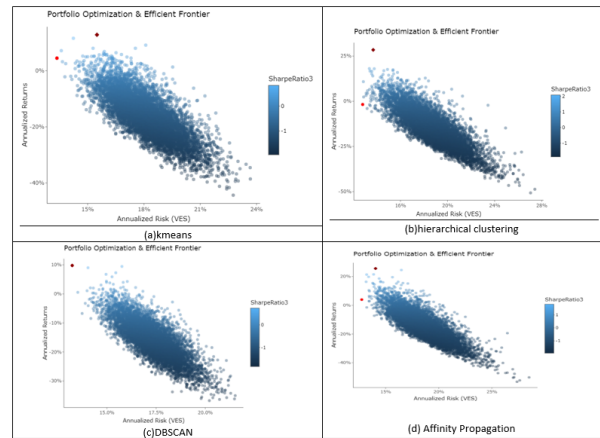 Portfolio Optimization & Efficient Frontier
0%
-20%
-40%
Annualized Returns
15%
18%
21%
24%
Annualized Risk (VES)
SharpeRatio3
0
-1
(a)kmeans
Portfolio Optimization & Efficient Frontier
25%
0%
-25%
-50%
Annualized Returns
16%
20%
24%
28%
Annualized Risk (VES)
SharpeRatio3
2
1
0
-1
(b)hierarchical clustering
Portfolio Optimization & Efficient Frontier
10%
0%
-10%
-20%
-30%
Annualized Returns
15.0%
17.5%
20.0%
Annualized Risk (VES)
SharpeRatio3
0
-1
(c)DBSCAN
Portfolio Optimization & Efficient Frontier
20%
0%
-20%
-40%
Annualized Returns
15%
20%
25%
Annualized Risk (VES)
SharpeRatio3
1
0
-1
(d) Affinity Propagation